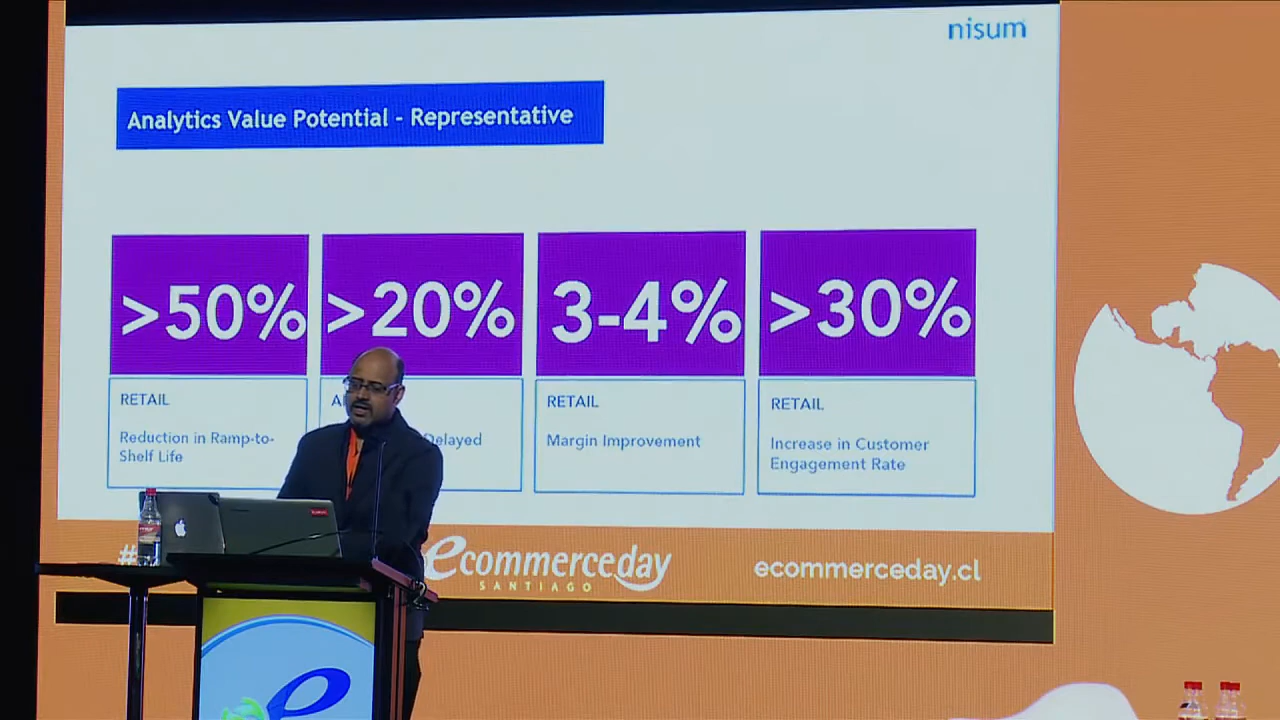 nisum
Analytics Value Potential - Representative
>50%
>20%
3-4%
>30%
RETAIL
Reduction in Ramp-to-
Shelf Life
Delayed
RETAIL
Margin Improvement
RETAIL
Increase in Customer
Engagement Rate
#
ecommerceday
SANTIAGO
ecommerceday.cl
e